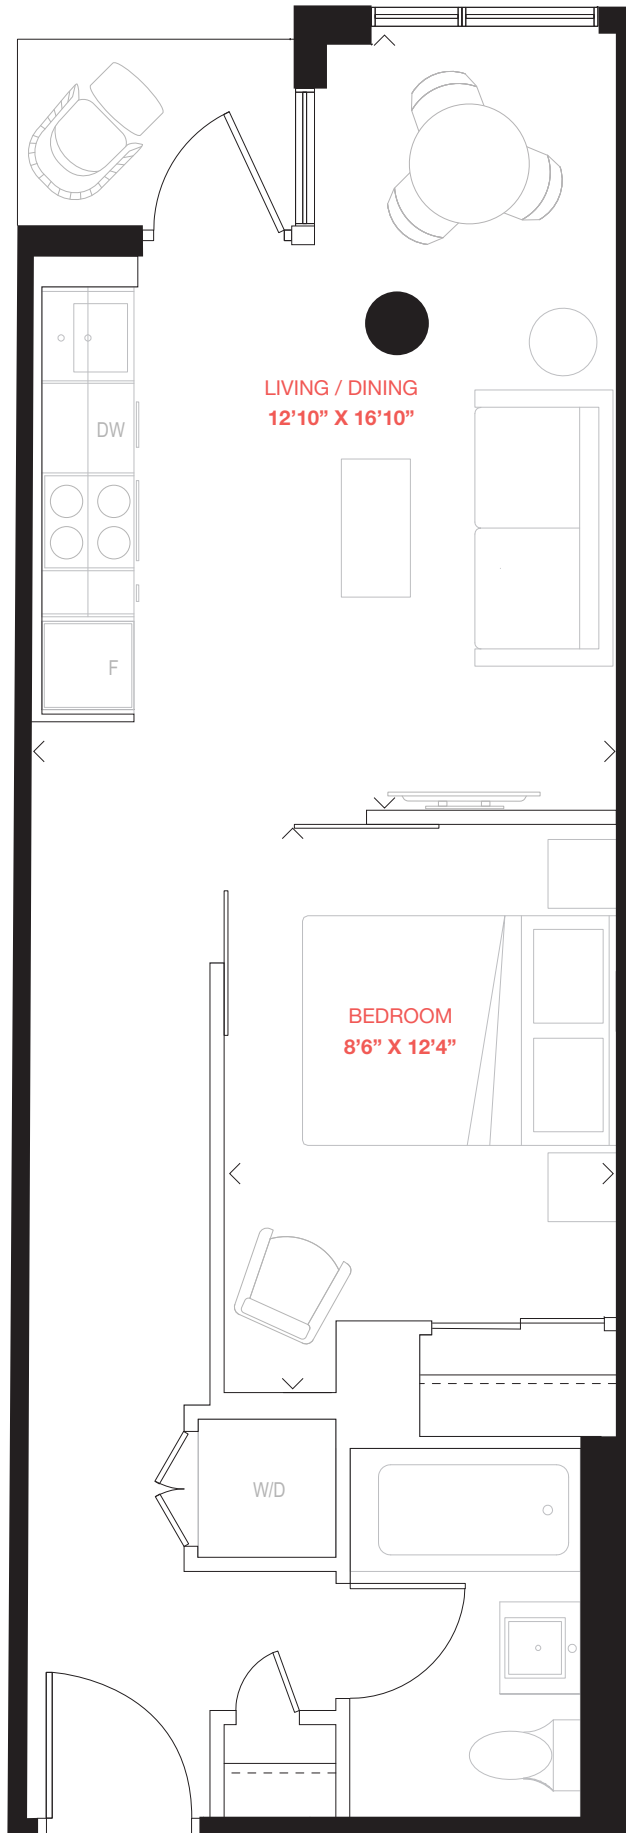 LIVING / DINING
12’10” X 16’10”
DW
F
BEDROOM
8’6” X 12’4”
W/D